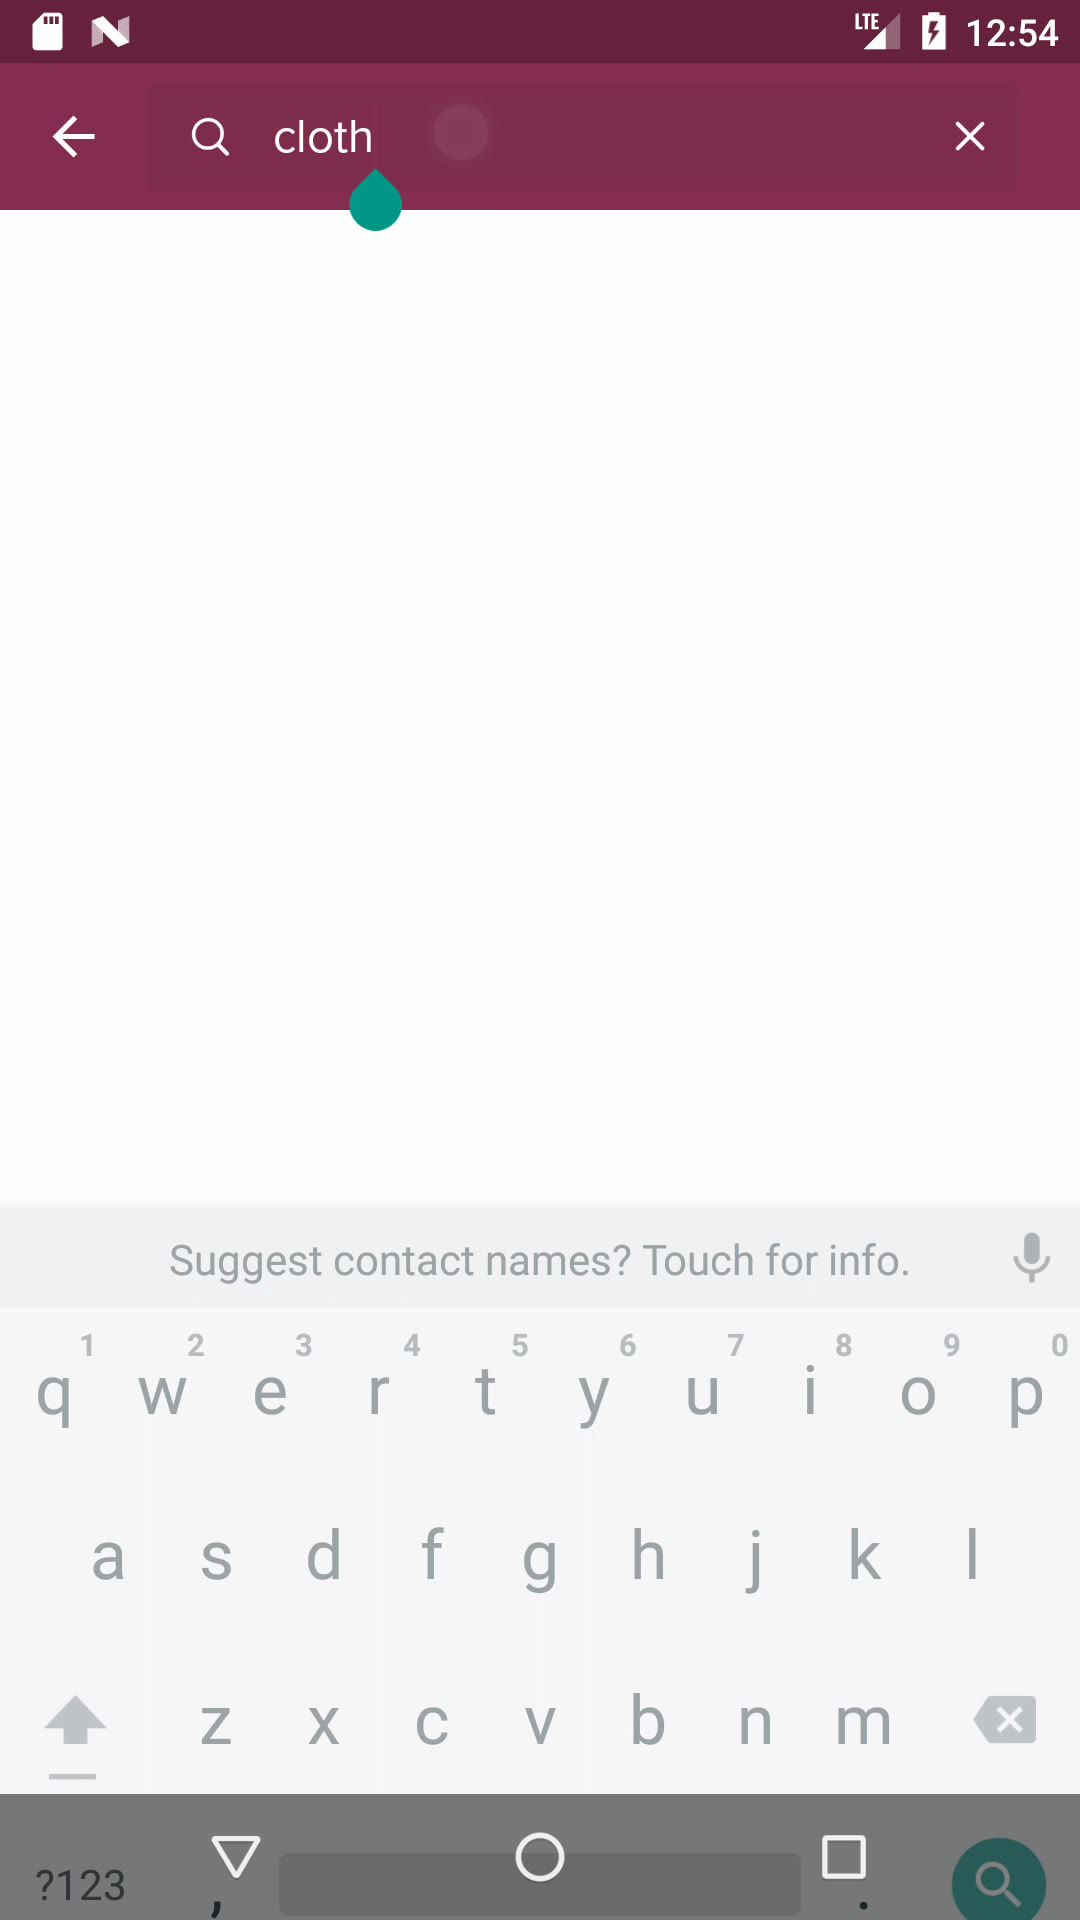 LTE 12:54
cloth
Suggest contact names? Touch for info.
1 2 3 4 5 6 7 8 9 0
q w e r t y u i o p
a s d f g h j k l
z x c v b n m
?123 , .